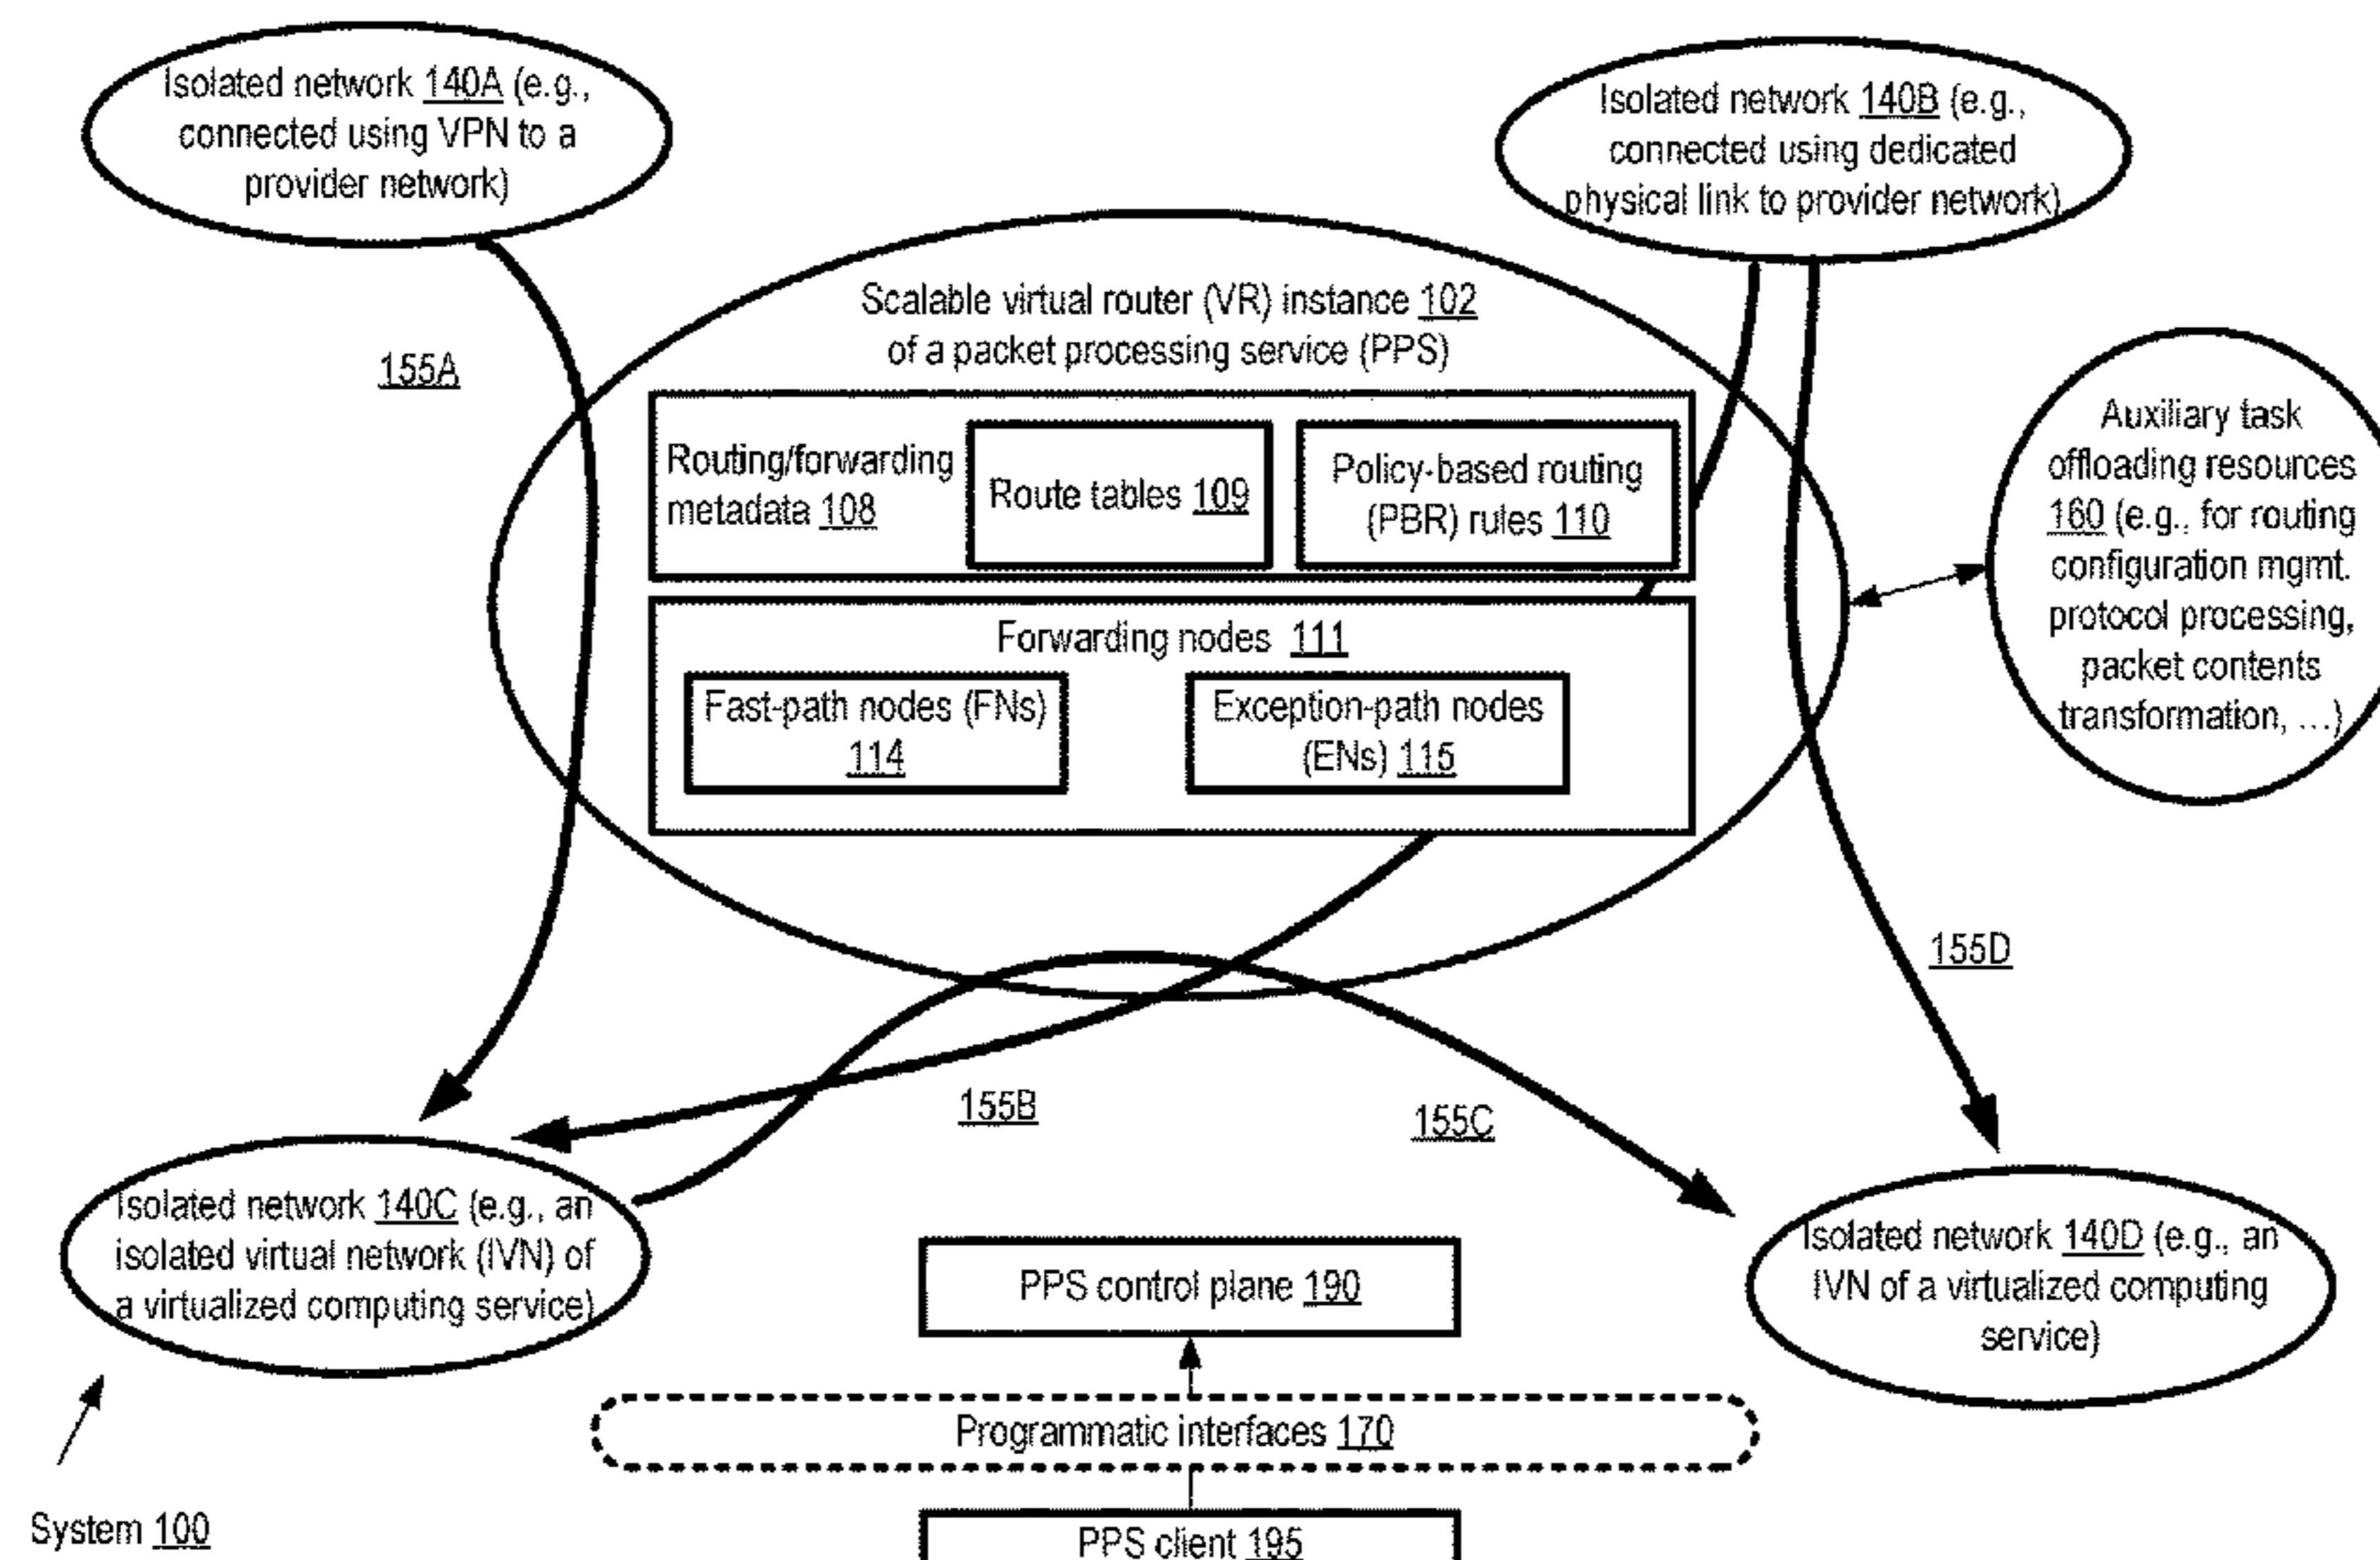 Isolated network 140A (e.g.,
connected using VPN to a
provider network)
Isolated network 140B (e.g.,
connected using dedicated
physical link to provider network)
Scalable virtual router (VR) instance 102
of a packet processing service (PPS)
155A
Routing/forwarding
metadata 108
Route tables 109
Policy-based routing
(PBR) rules 110
Auxiliary task
offloading resources
160 (e.g., for routing
configuration mgmt.
protocol processing,
packet contents
transformation, ...)
Forwarding nodes 111
Fast-path nodes (FNs)
114
Exception-path nodes
(ENs) 115
155D
155B
155C
Isolated network 140C (e.g., an
isolated virtual network (IVN) of
a virtualized computing service)
PPS control plane 190
Isolated network 140D (e.g., an
IVN of a virtualized computing
service)
Programmatic interfaces 170
System 100
PPS client 195